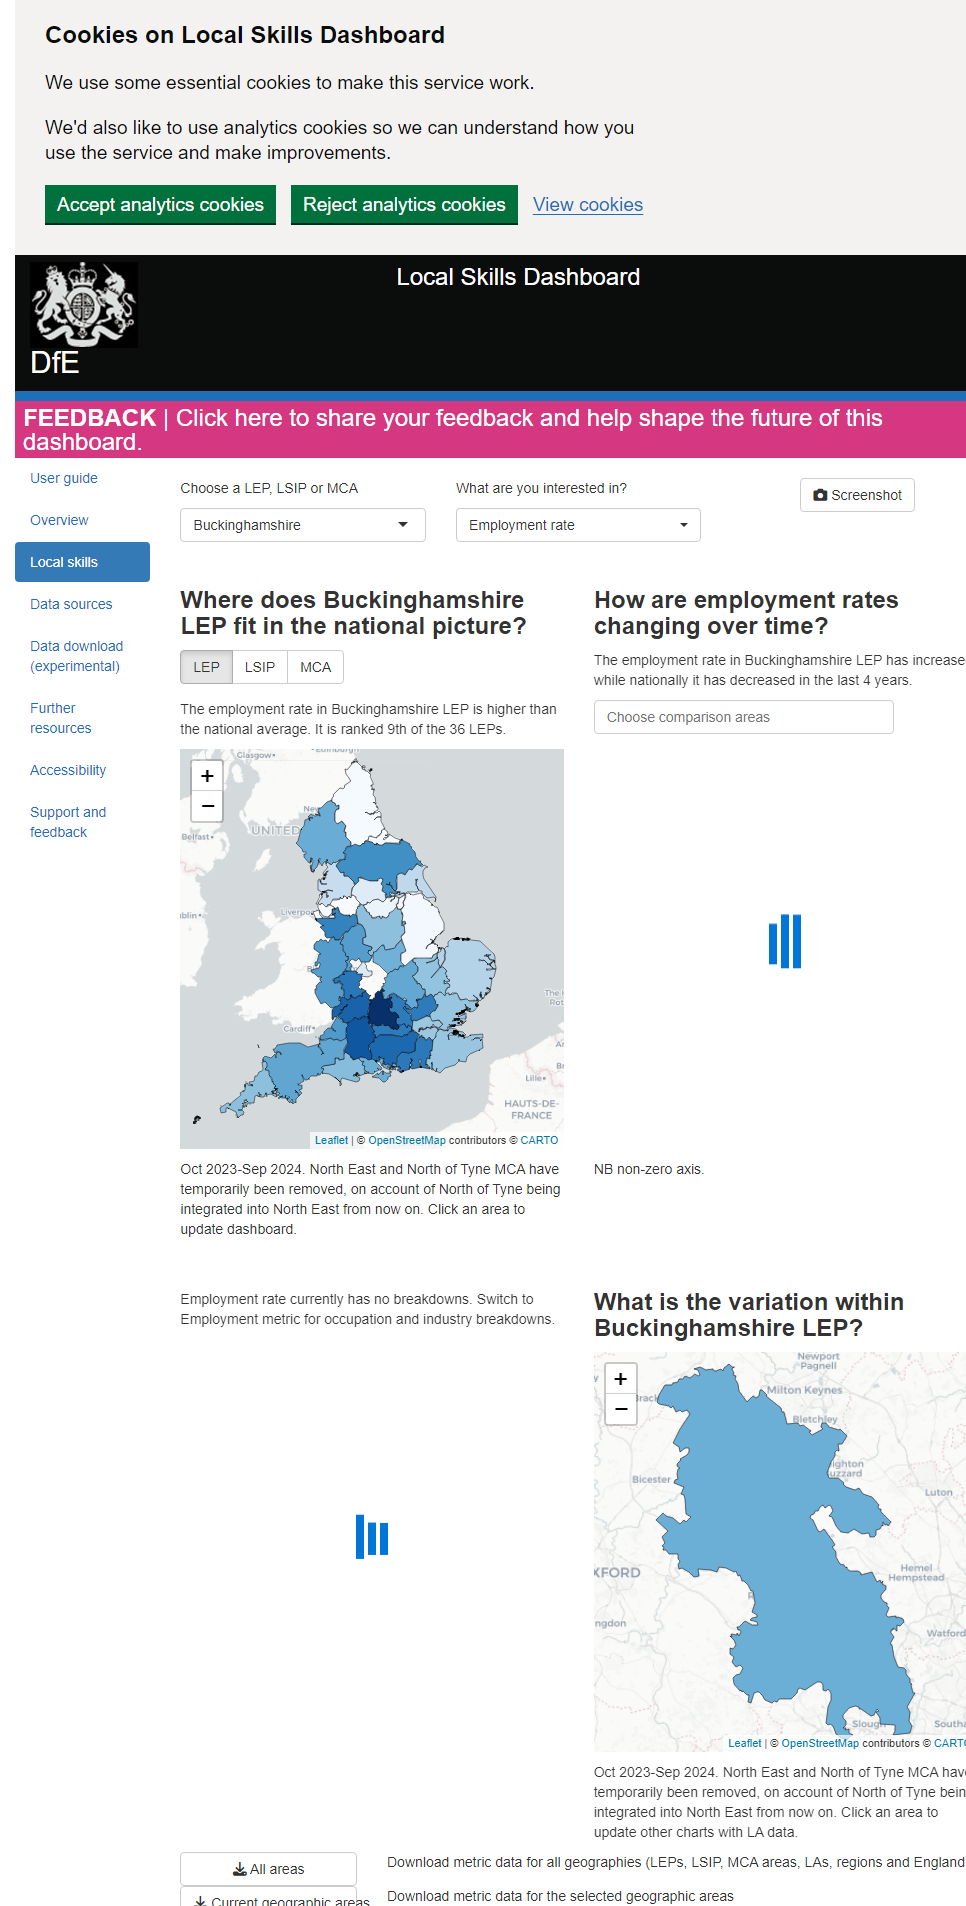 Cookies on Local Skills Dashboard
We use some essential cookies to make this service work.
We'd also like to use analytics cookies so we can understand how you
use the service and make improvements.
Accept analytics cookies
Reject analytics cookies
View cookies
Local Skills Dashboard
DfE
FEEDBACK | Click here to share your feedback and help shape the future of this
dashboard.
User guide
Overview
Local skills
Data sources
Data download
(experimental)
Further
resources
Accessibility
Support and
feedback
Choose a LEP, LSIP or MCA
Buckinghamshire
What are you interested in?
Employment rate
Screenshot
Where does Buckinghamshire
LEP fit in the national picture?
LEP
LSIP
MCA
The employment rate in Buckinghamshire LEP is higher than
the national average. It is ranked 9th of the 36 LEPs.
+
−
Glasgow
Edinburgh
UNITED
Belfast
Liverpo
Cardiff
Lille
HAUTS-DE-
FRANCE
Leaflet | © OpenStreetMap contributors © CARTO
Oct 2023-Sep 2024. North East and North of Tyne MCA have
temporarily been removed, on account of North of Tyne being
integrated into North East from now on. Click an area to
update dashboard.
How are employment rates
changing over time?
The employment rate in Buckinghamshire LEP has increase
while nationally it has decreased in the last 4 years.
Choose comparison areas
NB non-zero axis.
Employment rate currently has no breakdowns. Switch to
Employment metric for occupation and industry breakdowns.
What is the variation within
Buckinghamshire LEP?
+
−
Newport
Pagnell
Brack
Milton Keynes
Bletchley
ighton
uzzard
Bicester
Luton
XFORD
Hemel
Hempstead
ngdon
Watford
Slough
Southa
Leaflet | © OpenStreetMap contributors © CARTO
Oct 2023-Sep 2024. North East and North of Tyne MCA hav
temporarily been removed, on account of North of Tyne bein
integrated into North East from now on. Click an area to
update other charts with LA data.
All areas
Download metric data for all geographies (LEPs, LSIP, MCA areas, LAs, regions and England
Current geographic areas
Download metric data for the selected geographic areas